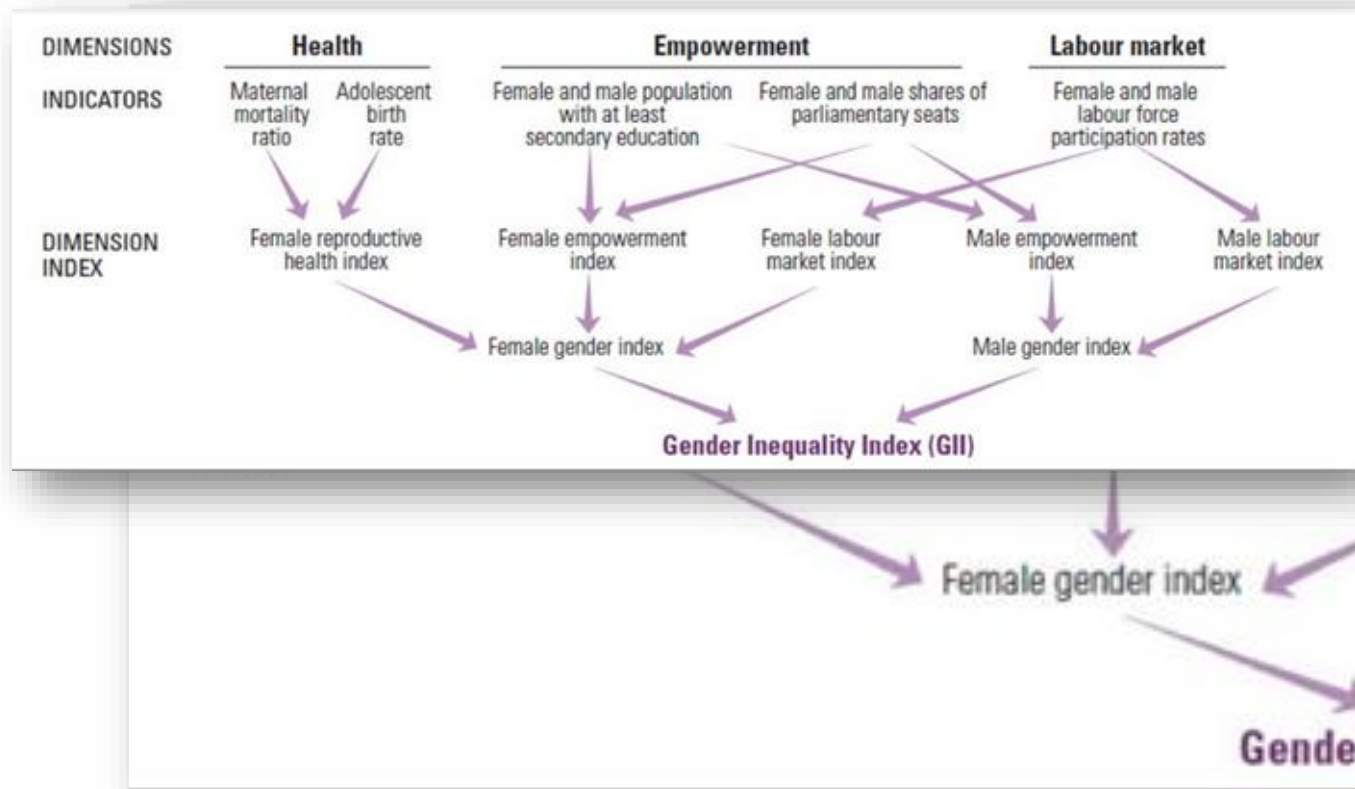 DIMENSIONS Health Empowerment Labour market
INDICATORS
Maternal
mortality
ratio
Adolescent
birth
rate
Female and male population
with at least
secondary education
Female and male shares of
parliamentary seats
Female and male
labour force
participation rates
DIMENSION
INDEX
Female reproductive
health index
Female empowerment
index
Female labour
market index
Male empowerment
index
Male labour
market index
Female gender index
Male gender index
Gender Inequality Index (GII)
Female gender index
Gende